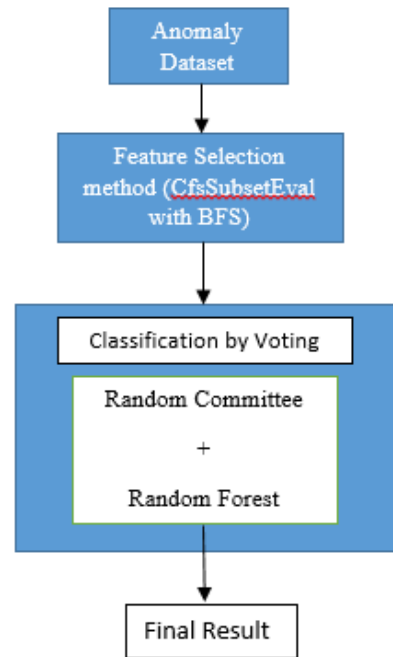 Anomaly
Dataset
Feature Selection
method (CfsSubsetEval
with BFS)
Classification by Voting
Random Committee
+
Random Forest
Final Result